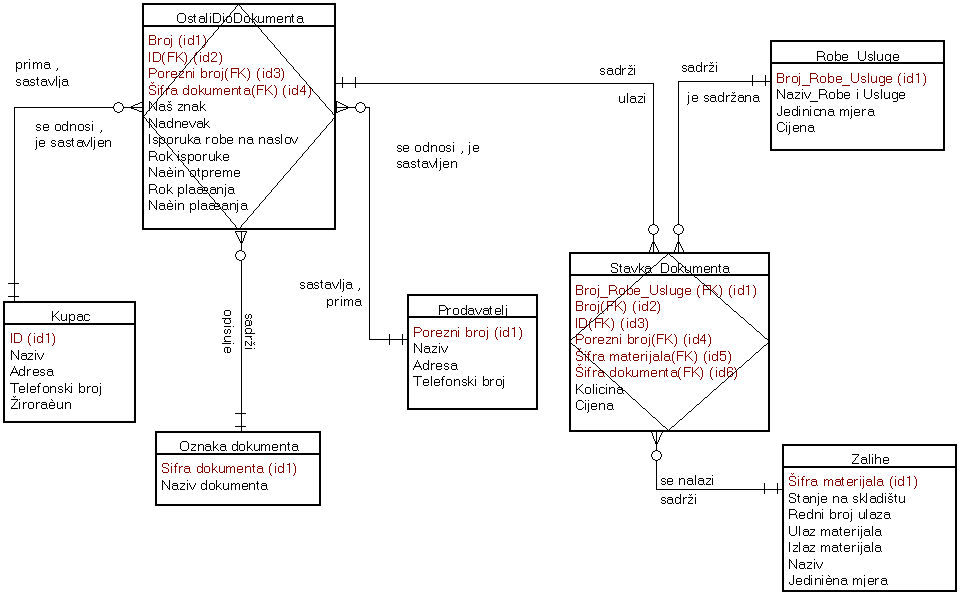 OstaliDioDokumenta
Broj (id1)
ID(FK) (id2)
Porezni broj(FK) (id3)
Šifra dokumenta(FK) (id4)
Naš znak
Nadnevak
Isporuka robe na naslov
Rok isporuke
Naèin otpreme
Rok plaæanja
Naèin plaæanja
prima ,
sastavlja
se odnosi ,
je sastavljen
sadrži
ulazi
sadrži
je sadržana
Robe_Usluge
Broj_Robe_Usluge (id1)
Naziv_Robe i Usluge
Jedinicna mjera
Cijena
se odnosi , je
sastavljen
sastavlja ,
prima
Kupac
ID (id1)
Naziv
Adresa
Telefonski broj
Žiroraèun
opisuje
sadrži
Prodavatelj
Porezni broj (id1)
Naziv
Adresa
Telefonski broj
Stavka_Dokumenta
Broj_Robe_Usluge (FK) (id1)
Broj(FK) (id2)
ID(FK) (id3)
Porezni broj(FK) (id4)
Šifra materijala(FK) (id5)
Šifra dokumenta(FK) (id6)
Kolicina
Cijena
Oznaka dokumenta
Sifra dokumenta (id1)
Naziv dokumenta
se nalazi
sadrži
Zalihe
Šifra materijala (id1)
Stanje na skladištu
Redni broj ulaza
Ulaz materijala
Izlaz materijala
Naziv
Jedinièna mjera